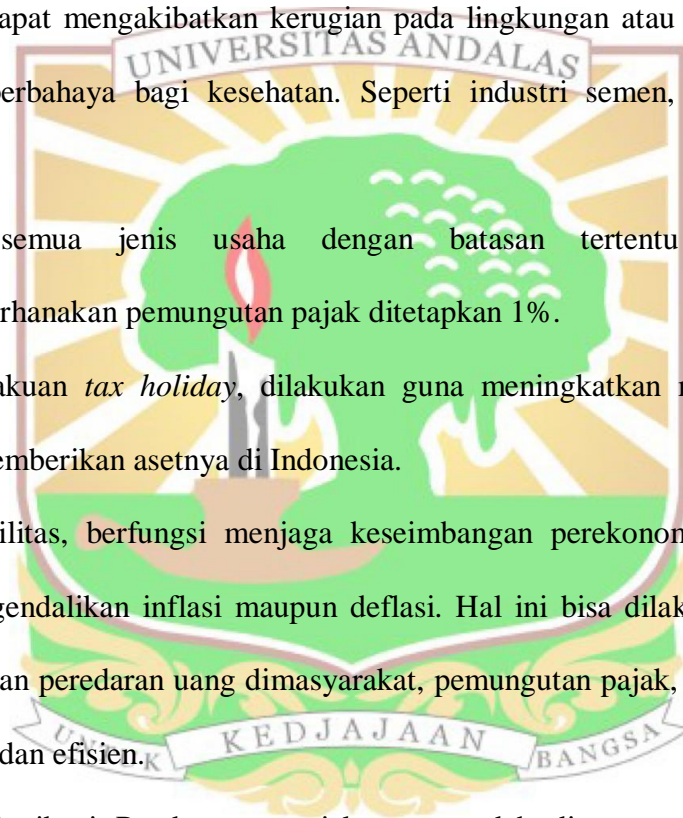 apat mengakibatkan kerugian pada lingkungan atau
UNIVERSITAS ANDALAS
erbahaya bagi kesehatan. Seperti industri semen,
semua jenis usaha dengan batasan tertentu
rhanakan pemungutan pajak ditetapkan 1%.
akuan tax holiday, dilakukan guna meningkatkan
emberikan asetnya di Indonesia.
ilitas, berfungsi menjaga keseimbangan perekonom
gendalikan inflasi maupun deflasi. Hal ini bisa dilak
an peredaran uang dimasyarakat, pemungutan pajak,
dan efisien.
UNTUK KEDJAJAAN BANGSA